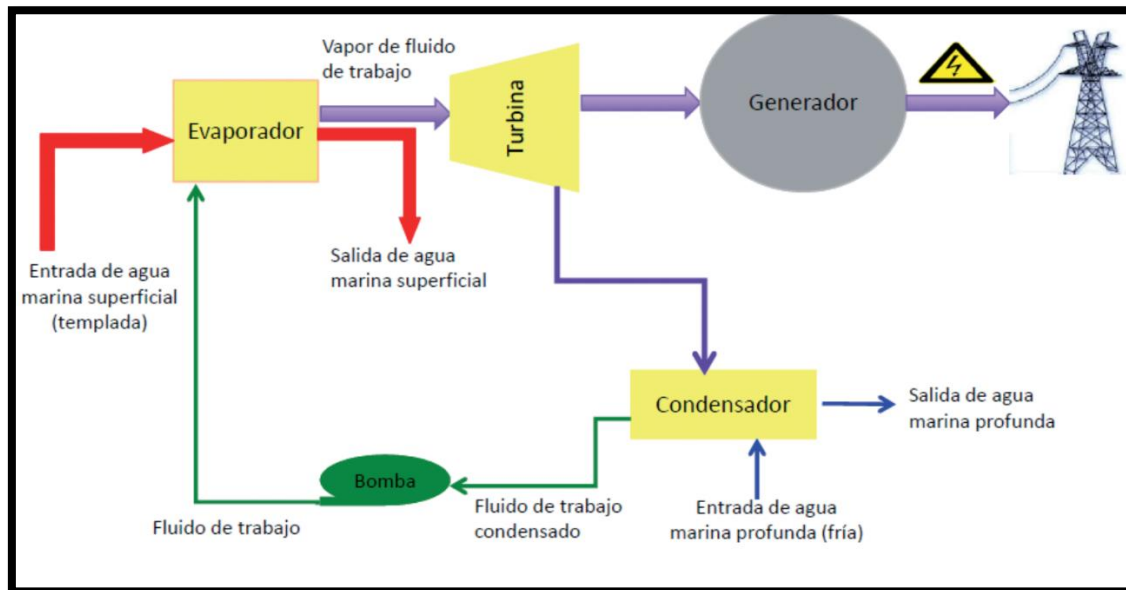 Vapor de fluido
de trabajo
Evaporador
Turbina
Generador
Entrada de agua
marina superficial
(templada)
Salida de agua
marina superficial
Condensador
Salida de agua
marina profunda
Bomba
Fluido de trabajo
Fluido de trabajo
condensado
Entrada de agua
marina profunda (fría)